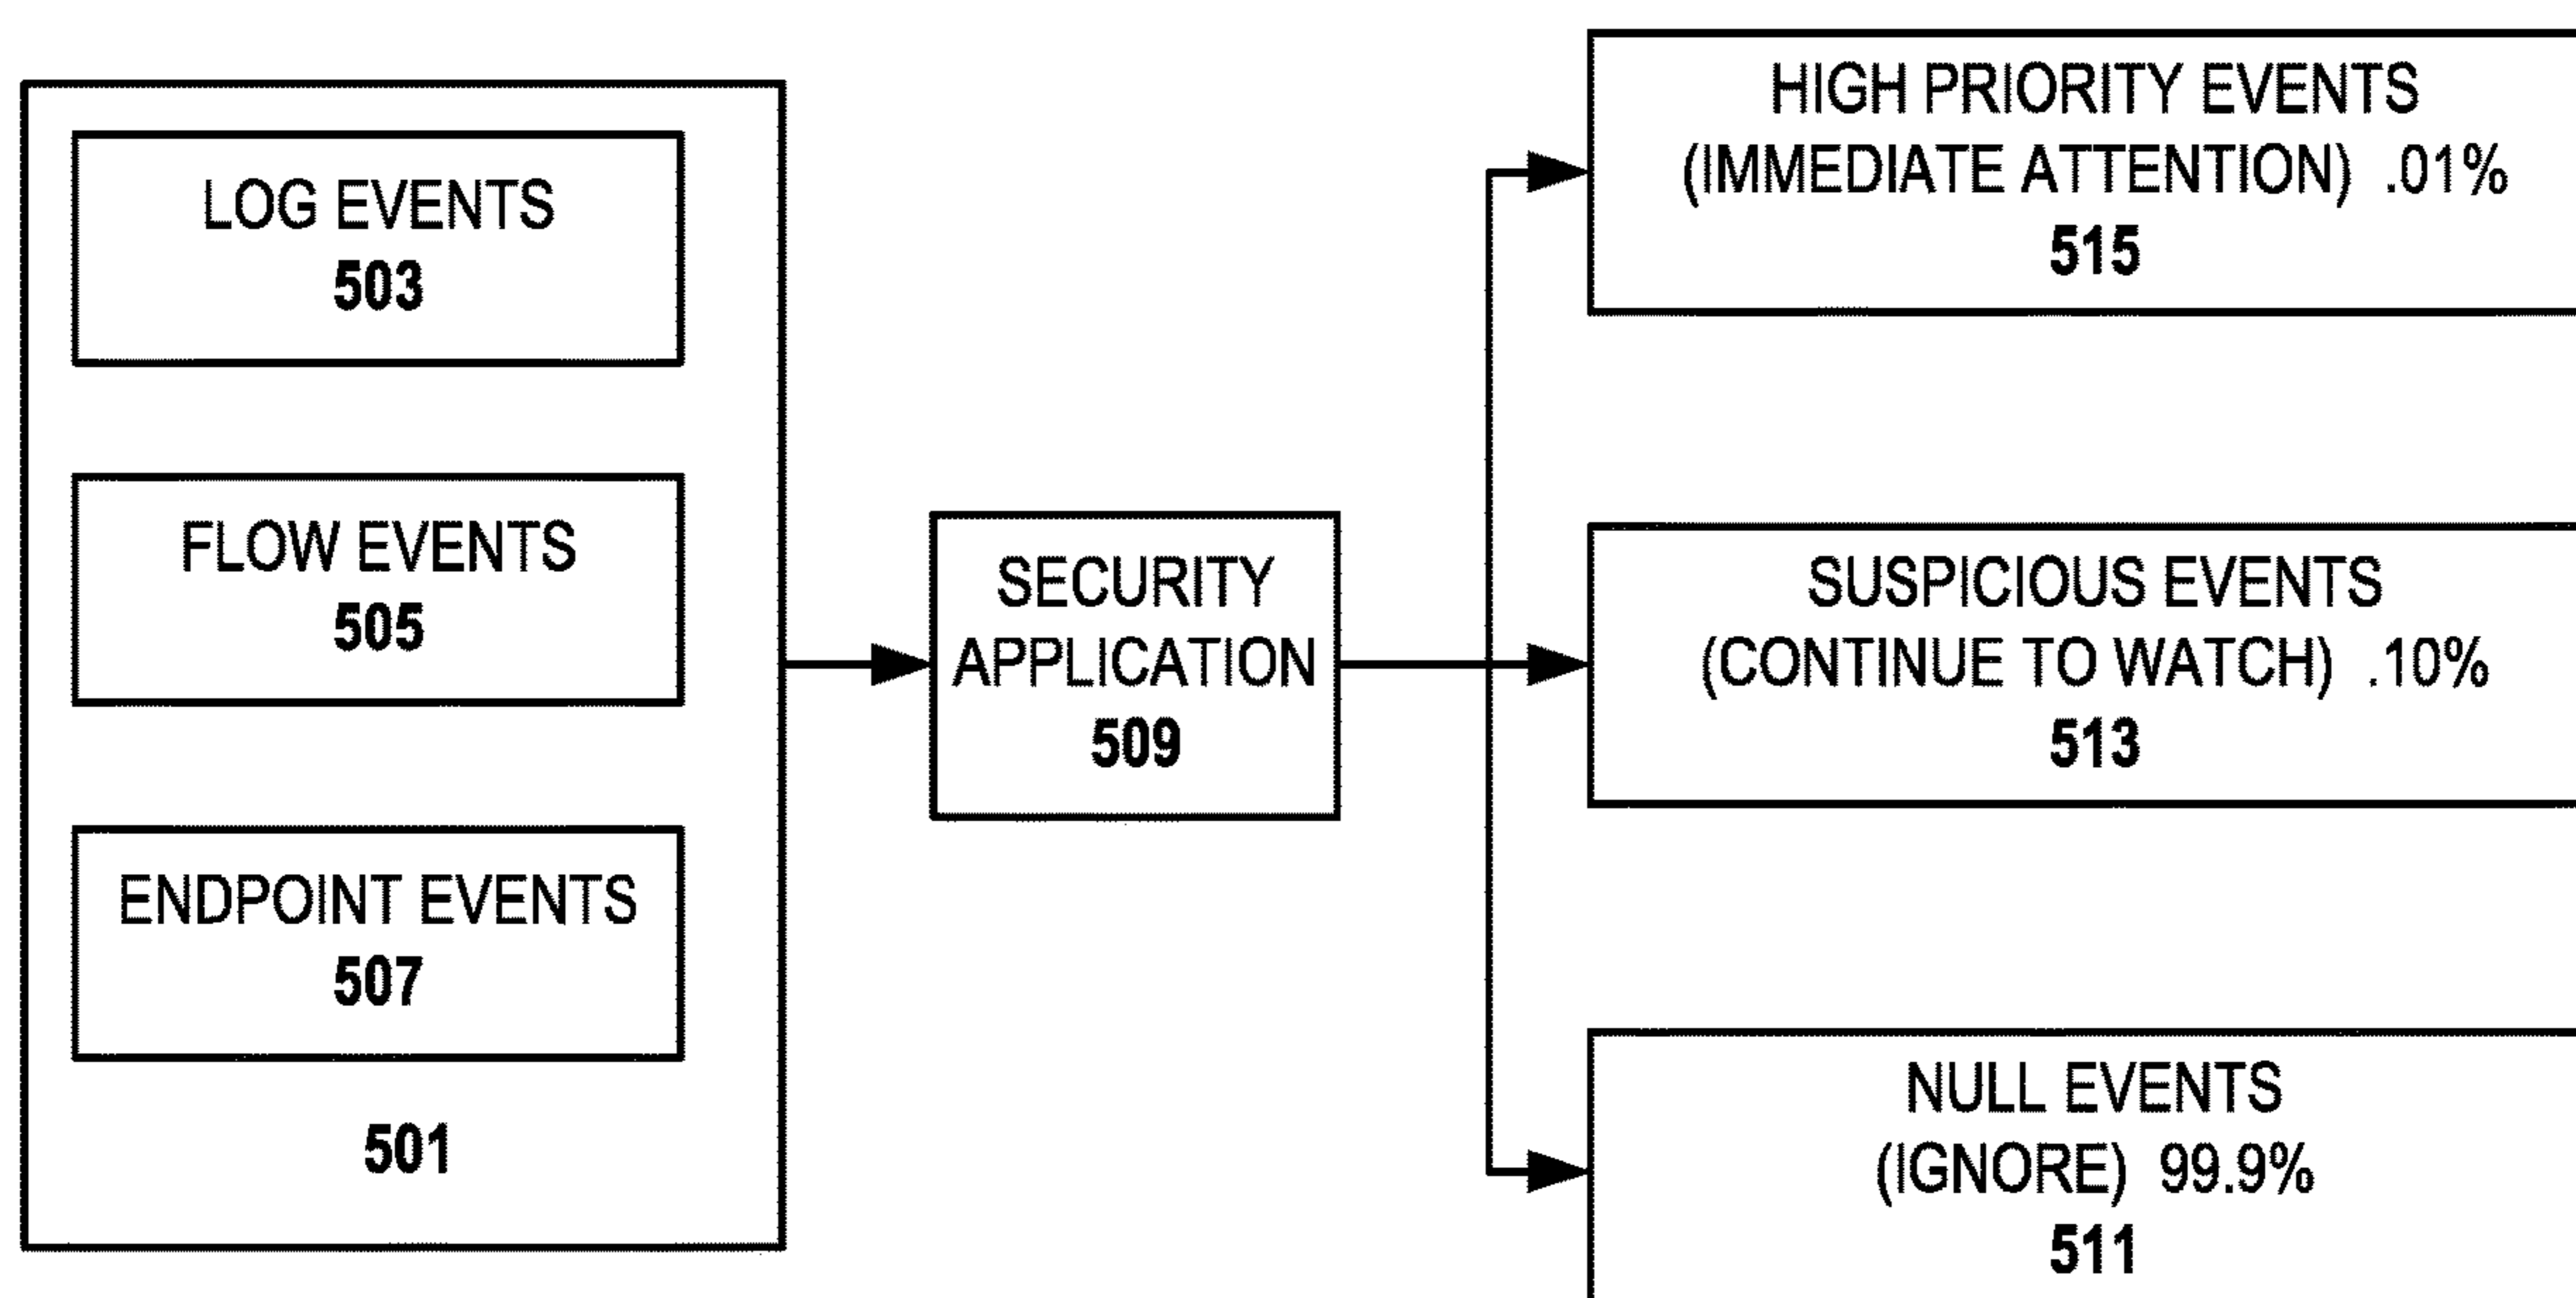 LOG EVENTS
503
FLOW EVENTS
505
ENDPOINT EVENTS
507
501
SECURITY
APPLICATION
509
HIGH PRIORITY EVENTS
(IMMEDIATE ATTENTION) .01%
515
SUSPICIOUS EVENTS
(CONTINUE TO WATCH) .10%
513
NULL EVENTS
(IGNORE) 99.9%
511